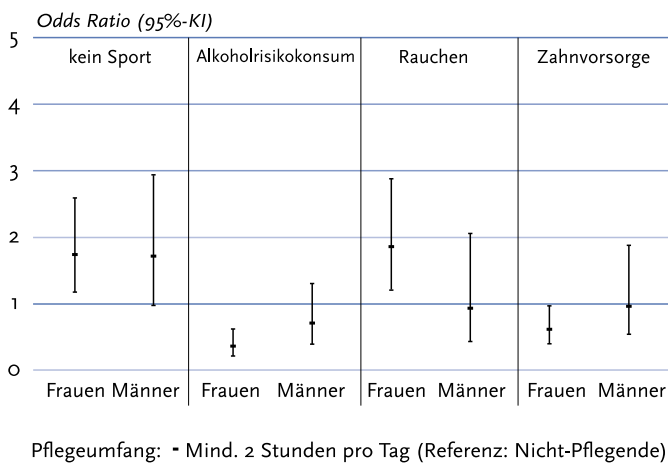 Odds Ratio (95%-KI)
5
kein Sport Alkoholrisikokonsum Rauchen Zahnvorsorge
4
3
2
1
0
Frauen Männer Frauen Männer Frauen Männer Frauen Männer
Pflegeumfang: - Mind. 2 Stunden pro Tag (Referenz: Nicht-Pflegende)